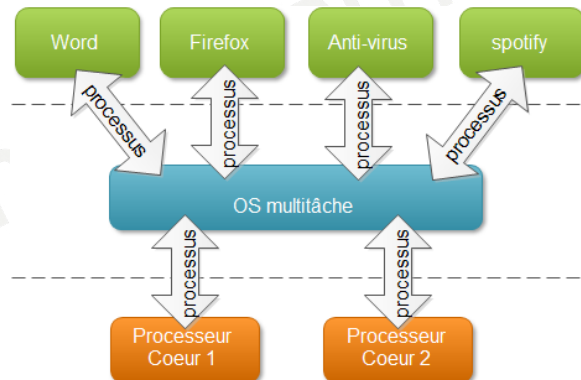 Word
Firefox
Anti-virus
spotify
processus
processus
processus
processus
OS multitâche
processus
processus
Processeur
Coeur 1
Processeur
Coeur 2